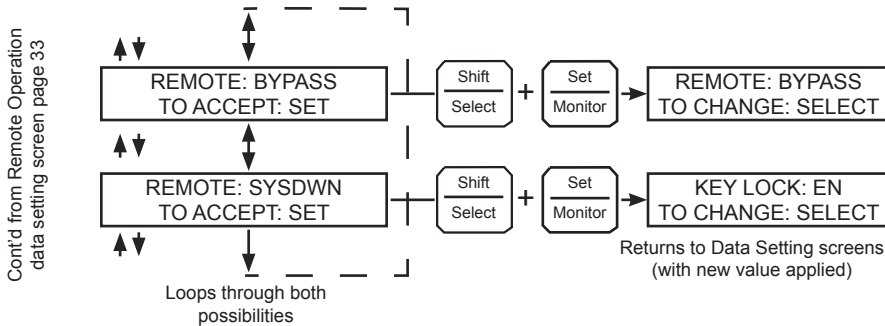 Cont'd from Remote Operation
data setting screen page 33
REMOTE: BYPASS
TO ACCEPT: SET
Shift
Select
+
Set
Monitor
REMOTE: BYPASS
TO CHANGE: SELECT
REMOTE: SYSDWN
TO ACCEPT: SET
Shift
Select
+
Set
Monitor
KEY LOCK: EN
TO CHANGE: SELECT
Returns to Data Setting screens
(with new value applied)
Loops through both
possibilities